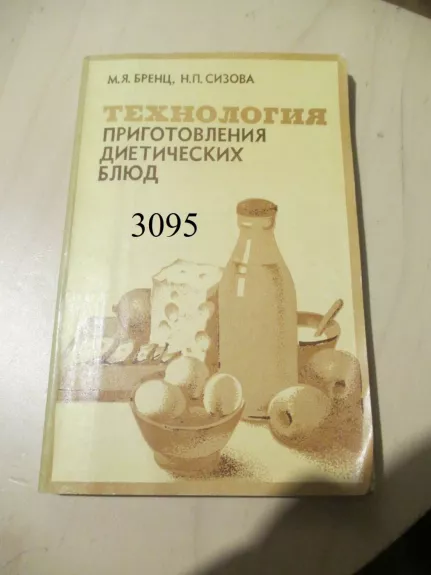 М.Я. БРЕНЦ, Н.П. СИЗОВА
ТЕХНОЛОГИЯ
ПРИГОТОВЛЕНИЯ
ДИЕТИЧЕСКИХ
БЛЮД
3095